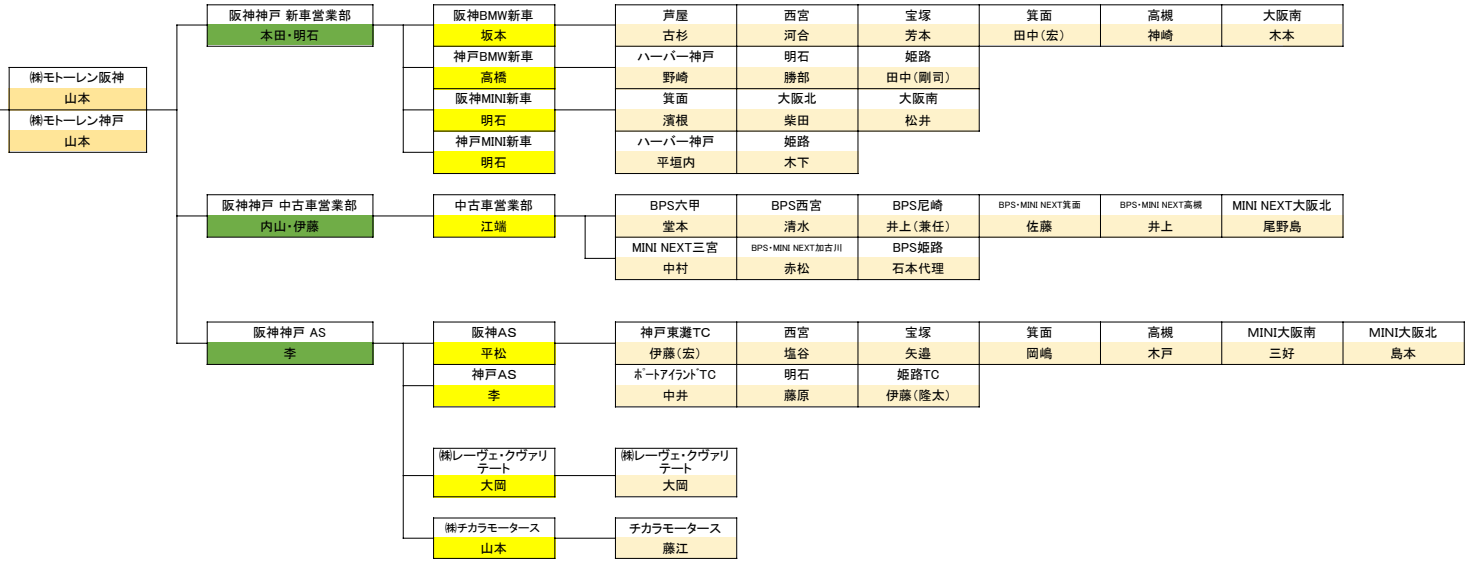 阪神神戸 新車営業部 阪神BMW新車 芦屋 西宮 宝塚 箕面 高槻 大阪南
本田・明石 坂本 古杉 河合 芳本 田中(宏) 神崎 木本
神戸BMW新車 ハーバー神戸 明石 姫路
㈱モトーレン阪神 高橋 野崎 勝部 田中(剛司)
山本 阪神MINI新車 箕面 大阪北 大阪南
㈱モトーレン神戸 明石 濱根 柴田 松井
山本 神戸MINI新車 ハーバー神戸 姫路
明石 平垣内 木下
阪神神戸 中古車営業部 中古車営業部 BPS六甲 BPS西宮 BPS尼崎 BPS・MINI NEXT箕面 BPS・MINI NEXT高槻 MINI NEXT大阪北
内山・伊藤 江端 堂本 清水 井上(兼任) 佐藤 井上 尾野島
MINI NEXT三宮 BPS・MINI NEXT加古川 BPS姫路
中村 赤松 石本代理
阪神神戸 AS 阪神AS 神戸東灘TC 西宮 宝塚 箕面 高槻 MINI大阪南 MINI大阪北
李 平松 伊藤(宏) 塩谷 矢邉 岡嶋 木戸 三好 島本
神戸AS ﾎﾟｰﾄｱｲﾗﾝﾄﾞTC 明石 姫路TC
李 中井 藤原 伊藤(隆太)
㈱レーヴェ・クヴァリ ㈱レーヴェ・クヴァリ
テート テート
大岡 大岡
㈱チカラモータース チカラモータース
山本 藤江